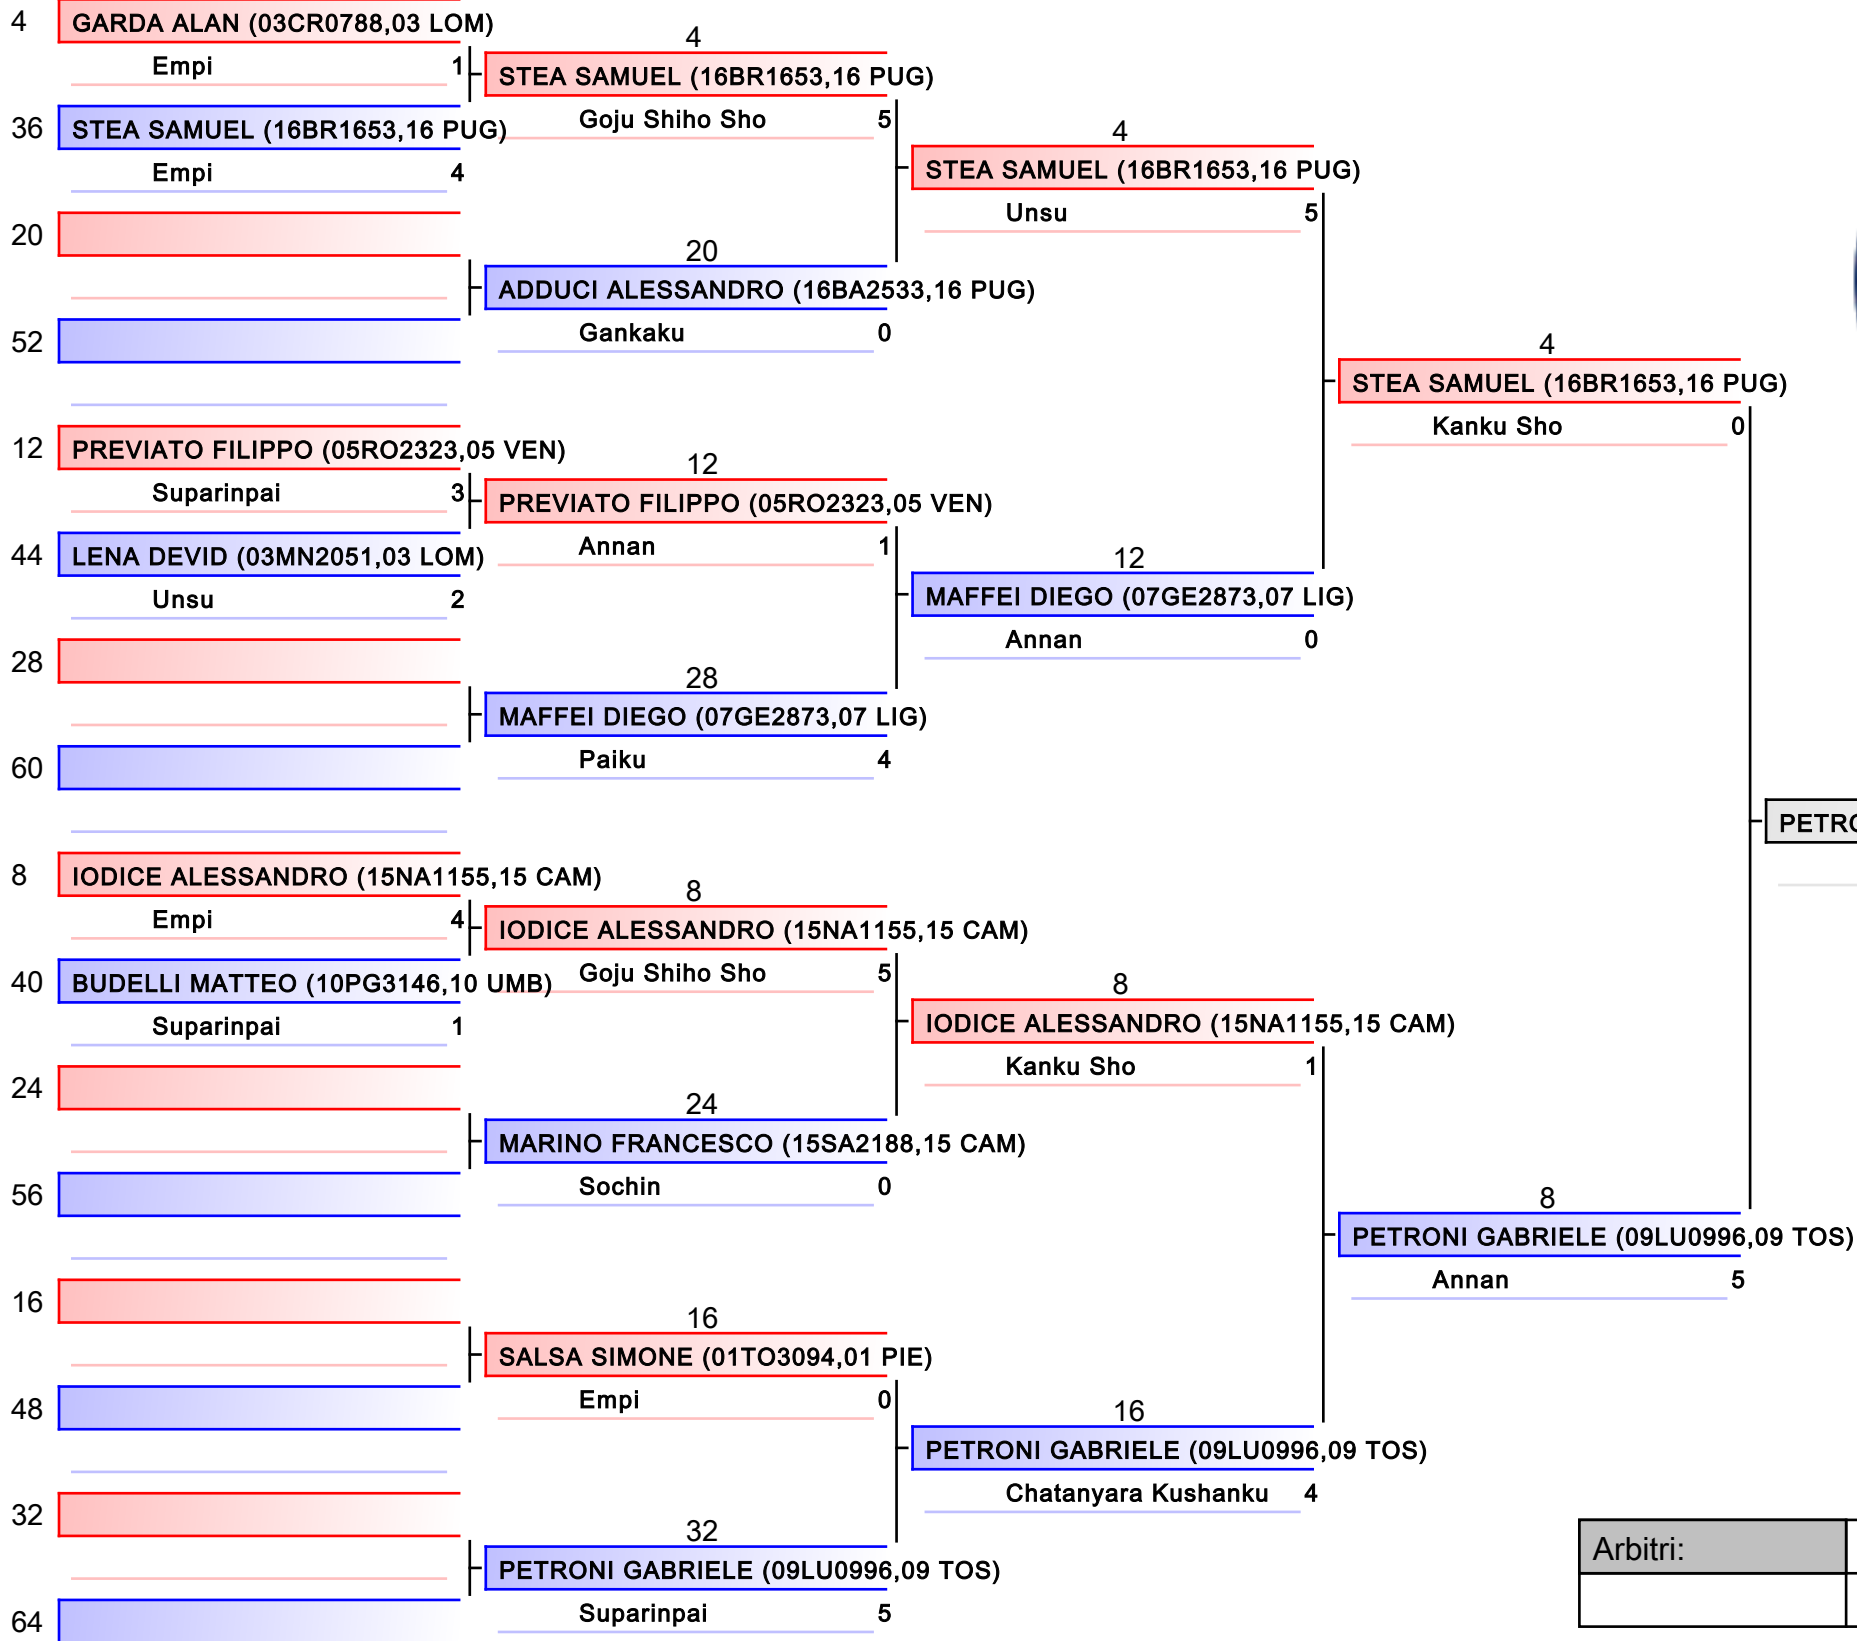 4 GARDA ALAN (03CR0788,03 LOM)
Empi 1
36 STEA SAMUEL (16BR1653,16 PUG)
Empi 4
20
52
12 PREVIATO FILIPPO (05RO2323,05 VEN)
Suparinpai 3
44 LENA DEVID (03MN2051,03 LOM)
Unsu 2
28
60
8 IODICE ALESSANDRO (15NA1155,15 CAM)
Empi 4
40 BUDELLI MATTEO (10PG3146,10 UMB)
Suparinpai 1
24
56
16
48
32
64
4
STEA SAMUEL (16BR1653,16 PUG)
Goju Shiho Sho 5
20
ADDUCI ALESSANDRO (16BA2533,16 PUG)
Gankaku 0
12
PREVIATO FILIPPO (05RO2323,05 VEN)
Annan 1
28
MAFFEI DIEGO (07GE2873,07 LIG)
Paiku 4
8
IODICE ALESSANDRO (15NA1155,15 CAM)
Goju Shiho Sho 5
24
MARINO FRANCESCO (15SA2188,15 CAM)
Sochin 0
16
SALSA SIMONE (01TO3094,01 PIE)
Empi 0
32
PETRONI GABRIELE (09LU0996,09 TOS)
Suparinpai 5
4
STEA SAMUEL (16BR1653,16 PUG)
Unsu 5
12
MAFFEI DIEGO (07GE2873,07 LIG)
Annan 0
8
IODICE ALESSANDRO (15NA1155,15 CAM)
Kanku Sho 1
16
PETRONI GABRIELE (09LU0996,09 TOS)
Chatanyara Kushanku 4
4
STEA SAMUEL (16BR1653,16 PUG)
Kanku Sho 0
8
PETRONI GABRIELE (09LU0996,09 TOS)
Annan 5
Arbitri: